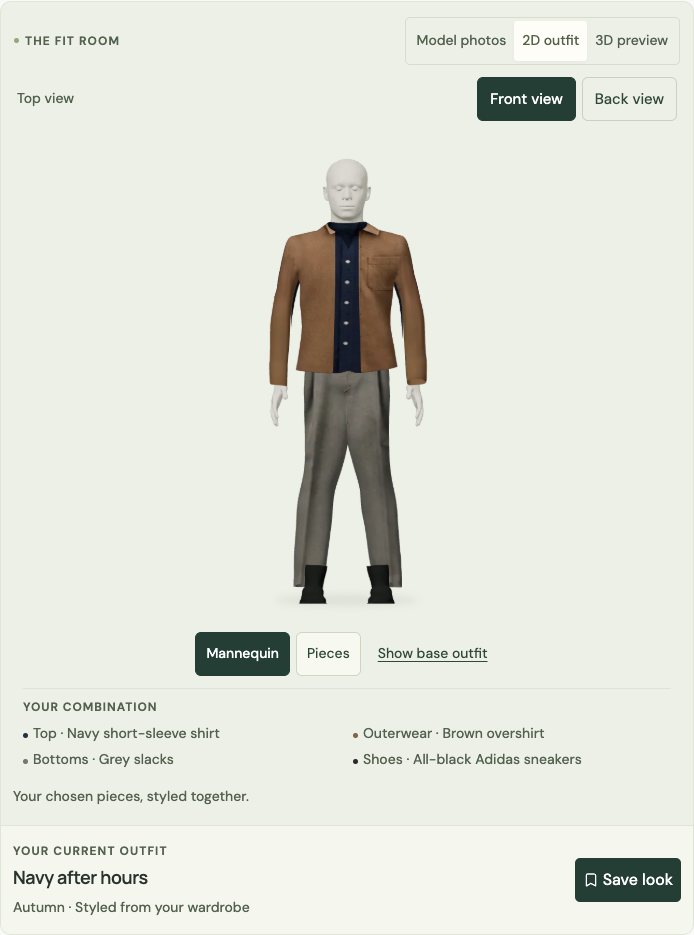 THE FIT ROOM
Model photos 2D outfit 3D preview
Top view
Front view Back view
Mannequin Pieces Show base outfit
YOUR COMBINATION
Top · Navy short-sleeve shirt
Outerwear · Brown overshirt
Bottoms · Grey slacks
Shoes · All-black Adidas sneakers
Your chosen pieces, styled together.
YOUR CURRENT OUTFIT
Navy after hours
Save look
Autumn · Styled from your wardrobe